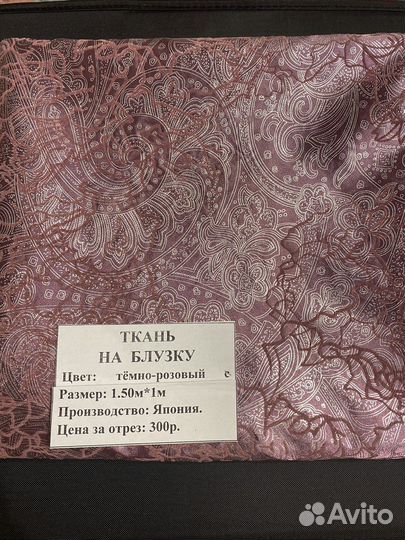 ТКАНЬ
НА БЛУЗКУ
Цвет: тёмно-розовый с
Размер: 1.50м*1м
Производство: Япония.
Цена за отрез: 300р.
Avito